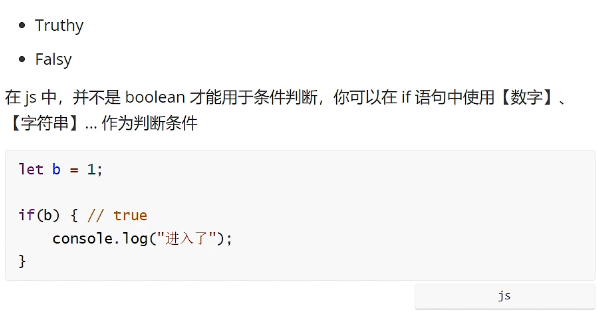 Truthy
Falsy
在 js 中，并不是 boolean 才能用于条件判断，你可以在 if 语句中使用【数字】、
【字符串】... 作为判断条件
let b = 1;
if(b) { // true
    console.log("进入了");
}
js